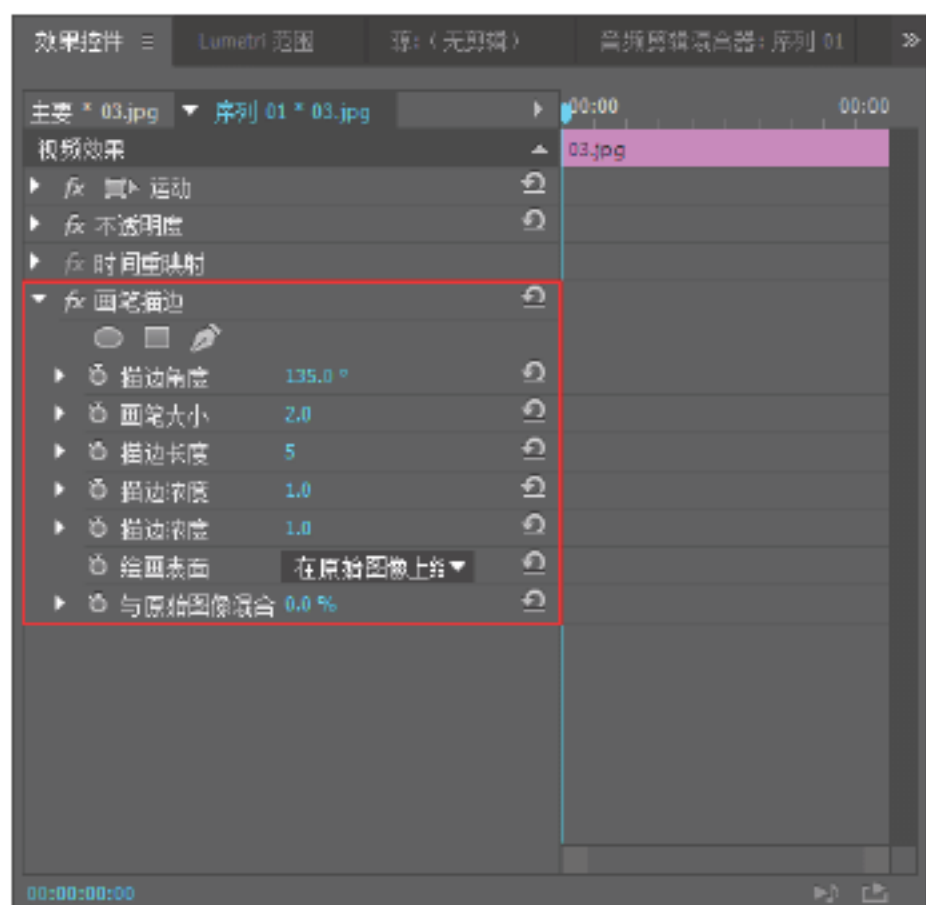 效果控件 Lumetri 范围 源:（无剪辑） 音频剪辑混合器: 序列 01
主要 * 03.jpg 序列 01 * 03.jpg 00:00 00:00
视频效果 03.jpg
fx 运动
fx 不透明度
fx 时间重映射
fx 画笔描边
描边角度 135.0 °
画笔大小 2.0
描边长度 5
描边浓度 1.0
描边浓度 1.0
绘画表面 在原始图像上绘
与原始图像混合 0.0 %
00:00:00:00